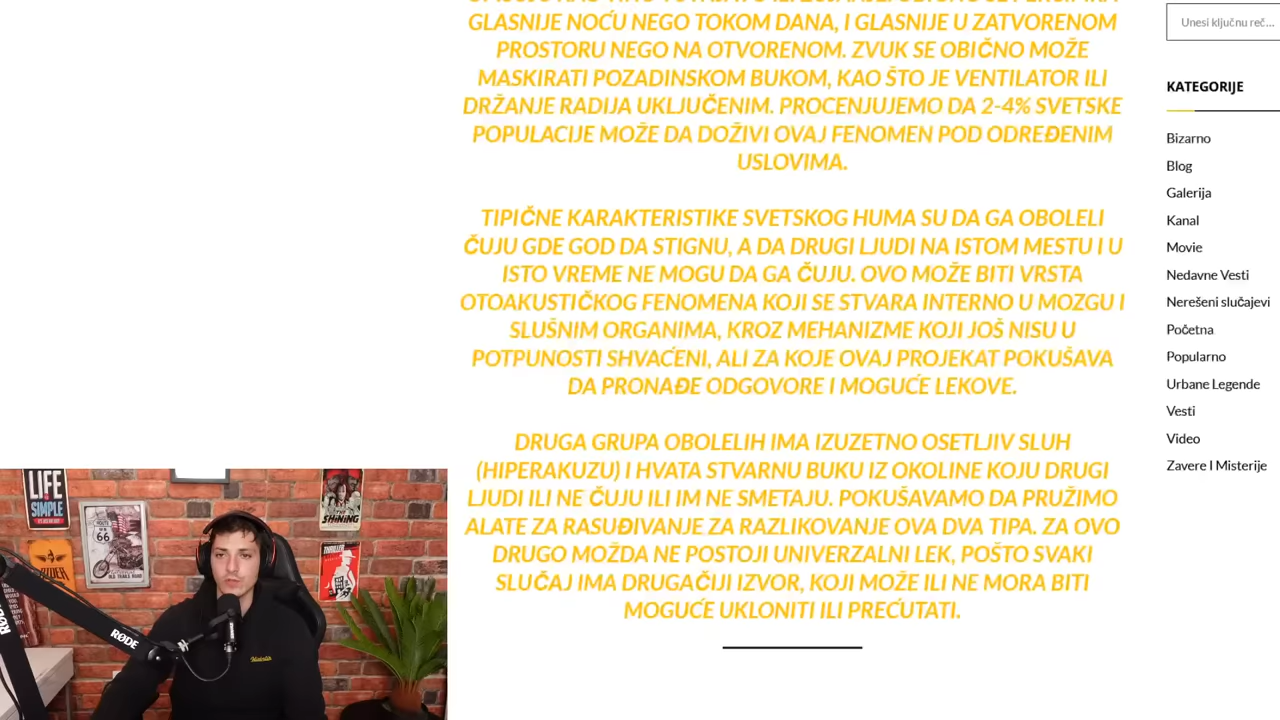 GLASNIJE NOĆU NEGO TOKOM DANA, I GLASNIJE U ZATVORENOM
PROSTORU NEGO NA OTVORENOM. ZVUK SE OBIČNO MOŽE
MASKIRATI POZADINSKOM BUKOM, KAO ŠTO JE VENTILATOR ILI
DRŽANJE RADIJA UKLJUČENIM. PROCENJUJEMO DA 2-4% SVETSKE
POPULACIJE MOŽE DA DOŽIVI OVAJ FENOMEN POD ODREĐENIM
USLOVIMA.
TIPIČNE KARAKTERISTIKE SVETSKOG HUMA SU DA GA OBOLELI
ČUJU GDE GOD DA STIGNU, A DA DRUGI LJUDI NA ISTOM MESTU I U
ISTO VREME NE MOGU DA GA ČUJU. OVO MOŽE BITI VRSTA
OTOAKUSTIČKOG FENOMENA KOJI SE STVARA INTERNO U MOZGU I
SLUŠNIM ORGANIMA, KROZ MEHANIZME KOJI JOŠ NISU U
POTPUNOSTI SHVAĆENI, ALI ZA KOJE OVAJ PROJEKAT POKUŠAVA
DA PRONAĐE ODGOVORE I MOGUĆE LEKOVE.
DRUGA GRUPA OBOLELIH IMA IZUZETNO OSETLJIV SLUH
(HIPERAKUZU) I HVATA STVARNU BUKU IZ OKOLINE KOJU DRUGI
LJUDI ILI NE ČUJU ILI IM NE SMETAJU. POKUŠAVAMO DA PRUŽIMO
ALATE ZA RASUĐIVANJE ZA RAZLIKOVANJE OVA DVA TIPA. ZA OVO
DRUGO MOŽDA NE POSTOJI UNIVERZALNI LEK, POŠTO SVAKI
SLUČAJ IMA DRUGAČIJI IZVOR, KOJI MOŽE ILI NE MORA BITI
MOGUĆE UKLONITI ILI PREĆUTATI.
Unesi ključnu reč...
KATEGORIJE
Bizarno
Blog
Galerija
Kanal
Movie
Nedavne Vesti
Nerešeni slučajevi
Početna
Popularno
Urbane Legende
Vesti
Video
Zavere I Misterije
LIFE
IS
SIMPLE
ROUTE
66
RIDER
THE
SHINING
THRILLER
RØDE
RØDE